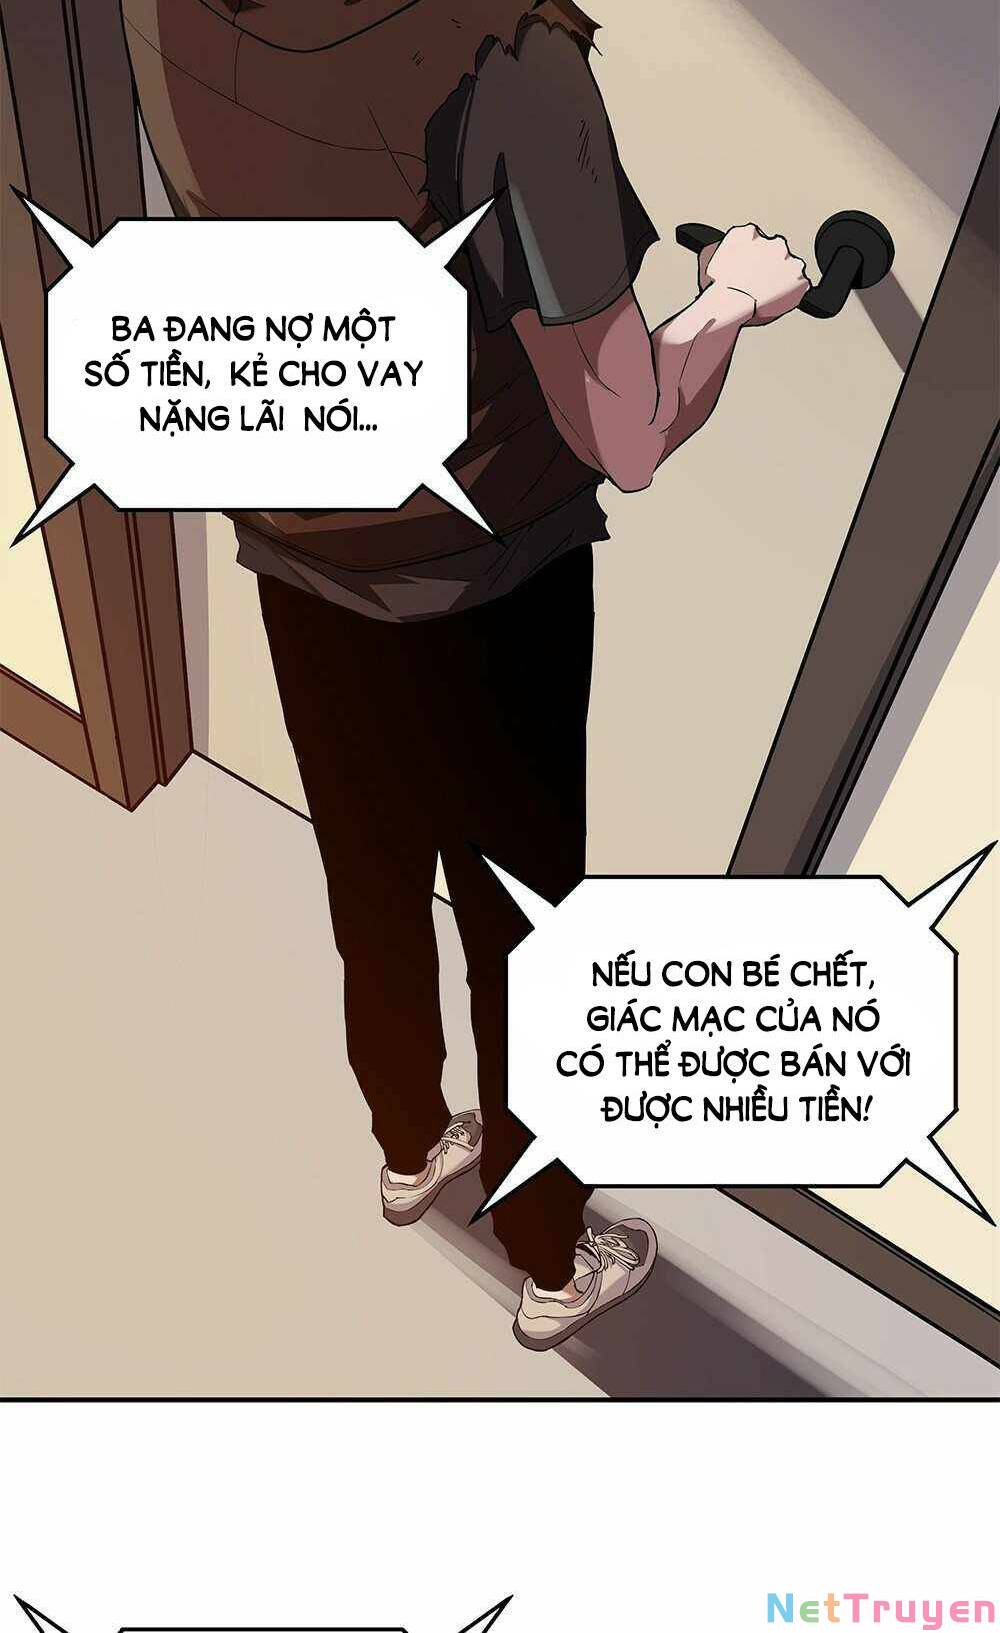 BA ĐANG NỢ MỘT
SỐ TIỀN, KẺ CHO VAY
NẶNG LÃI NÓI...
NẾU CON BÉ CHẾT,
GIÁC MẠC CỦA NÓ
CÓ THỂ ĐƯỢC BÁN VỚI
ĐƯỢC NHIỀU TIỀN!
NetTruyen